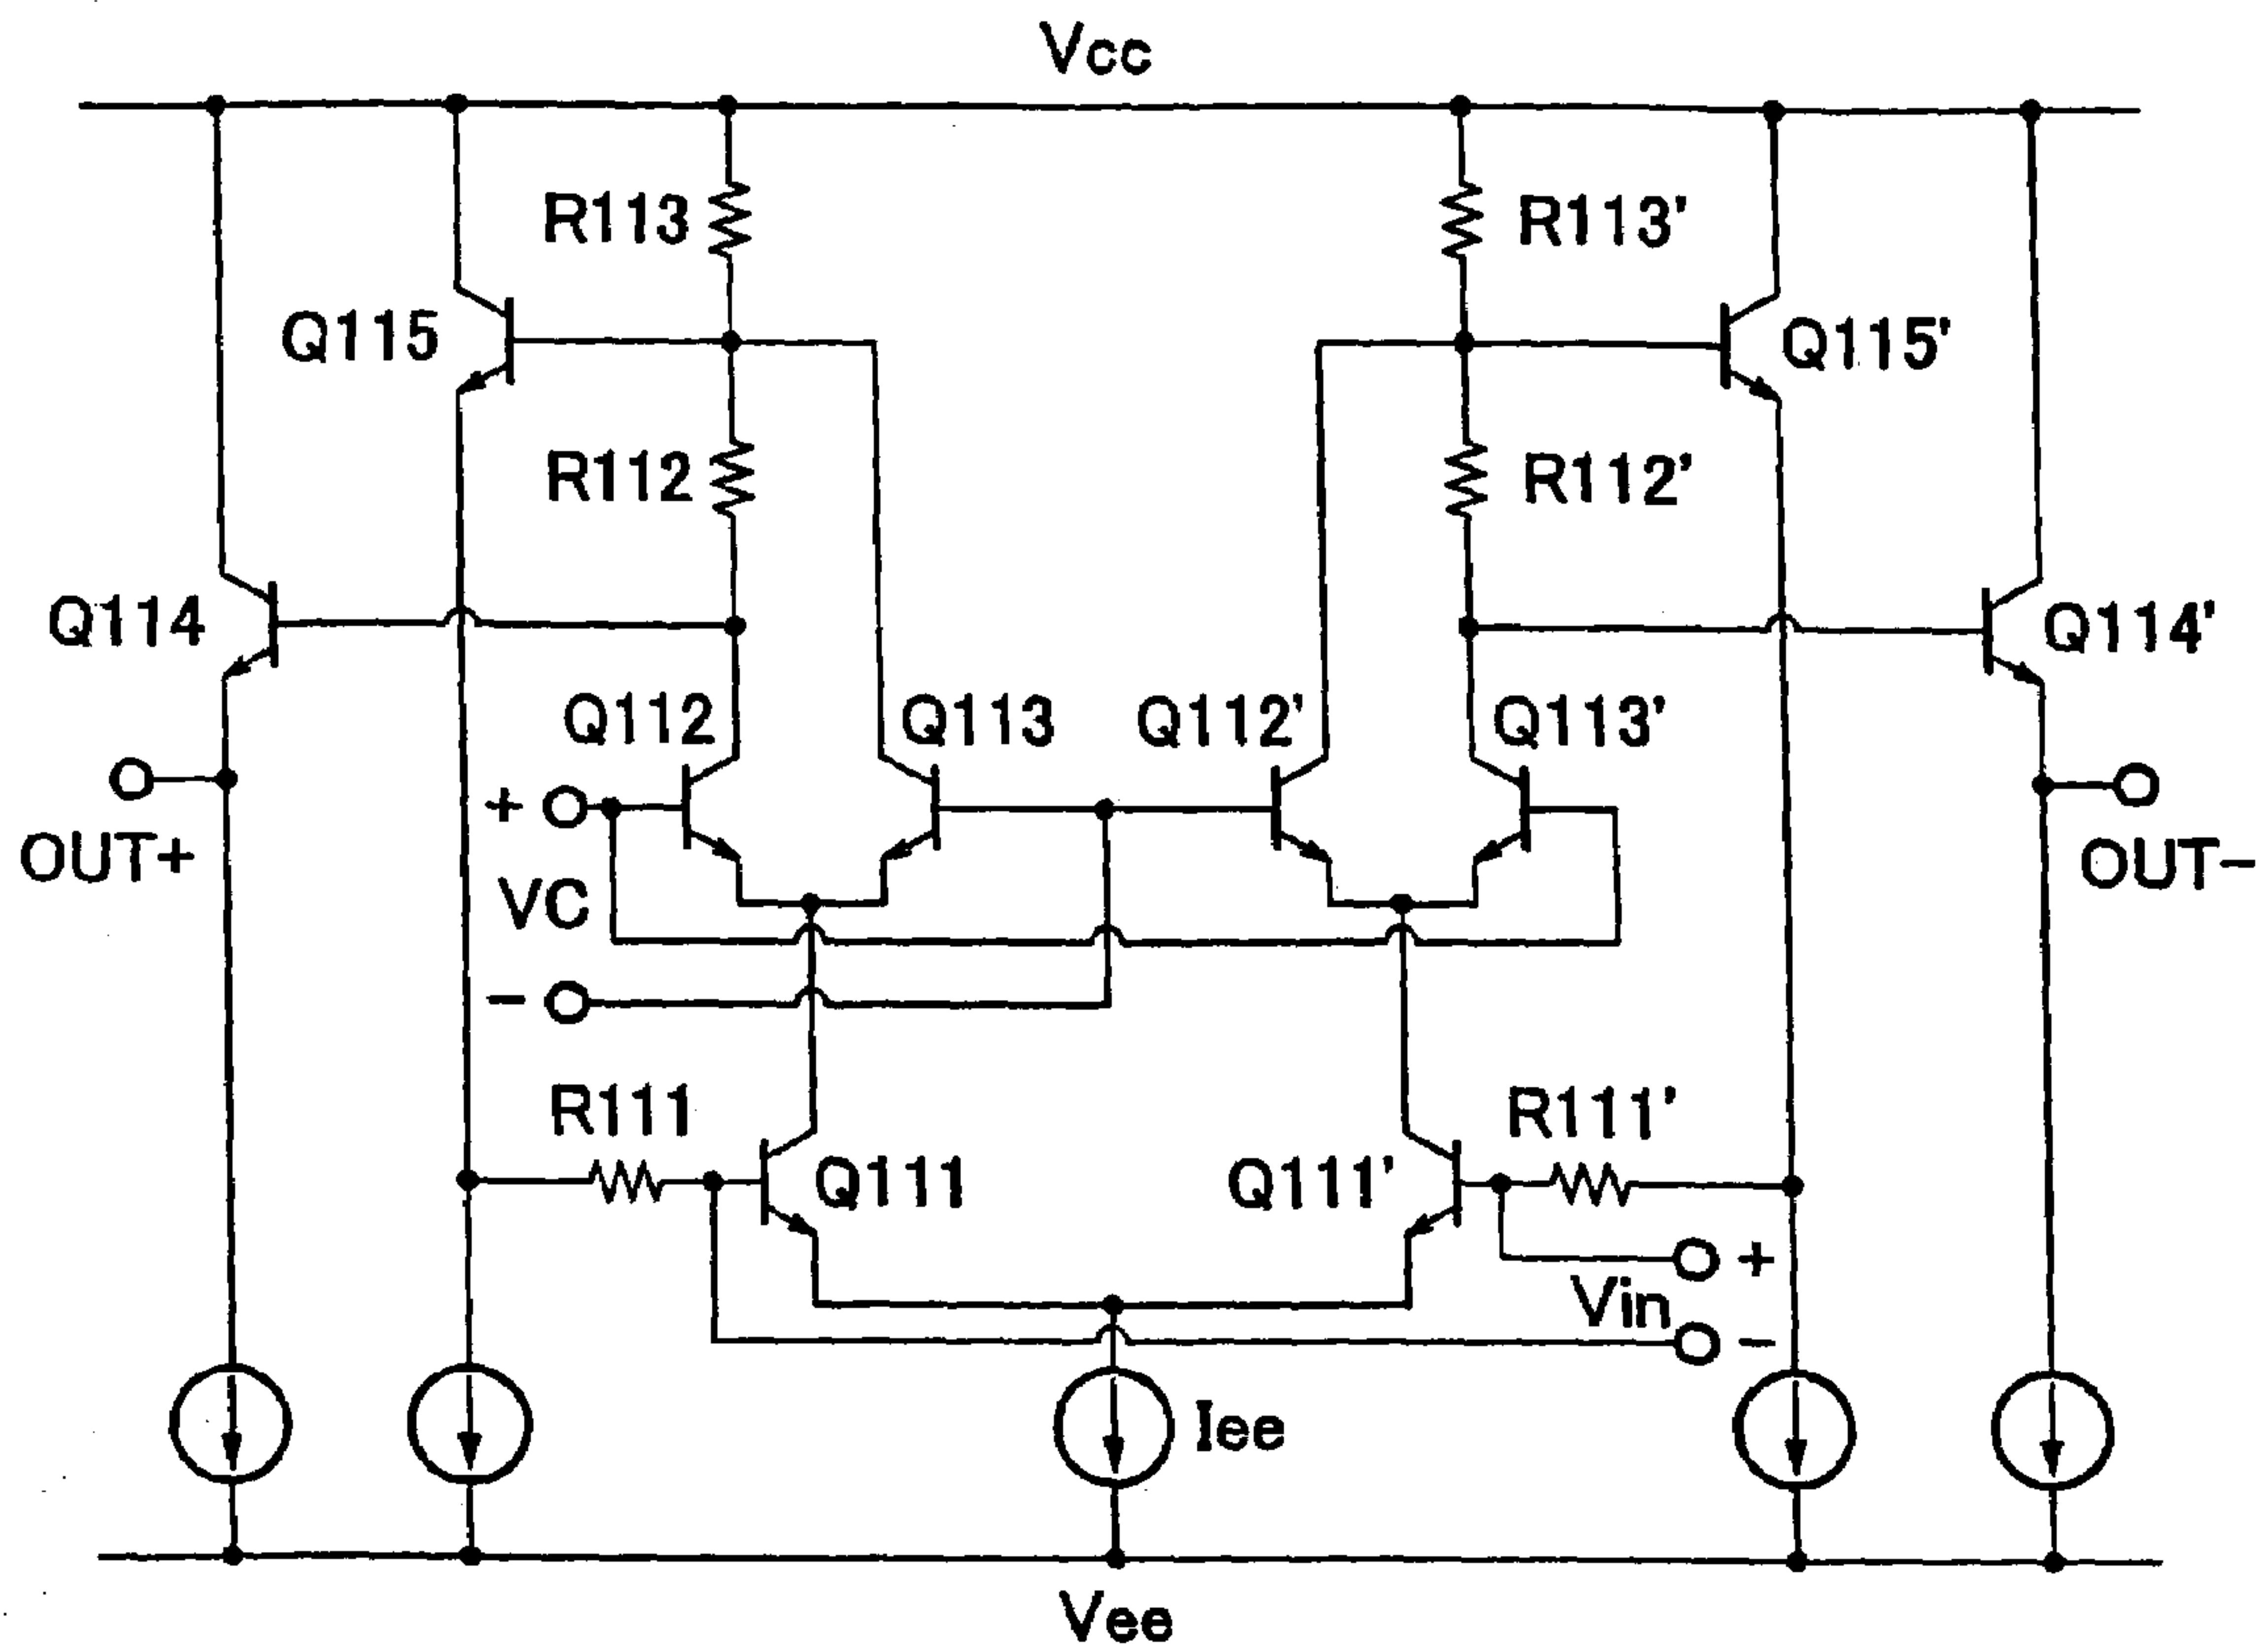 Vcc
R113
R113'
Q115
Q115'
R112
R112'
Q114
Q114'
Q112
Q113
Q112'
Q113'
+
OUT+
VC
OUT-
-
R111
R111'
Q111
Q111'
+
Vin
-
Iee
Vee